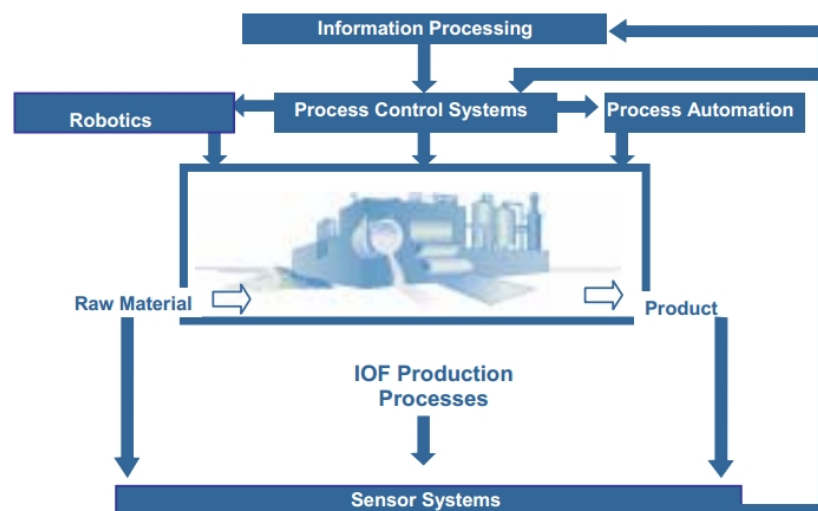 Information Processing
Robotics
Process Control Systems
Process Automation
Raw Material
Product
IOF Production
Processes
Sensor Systems